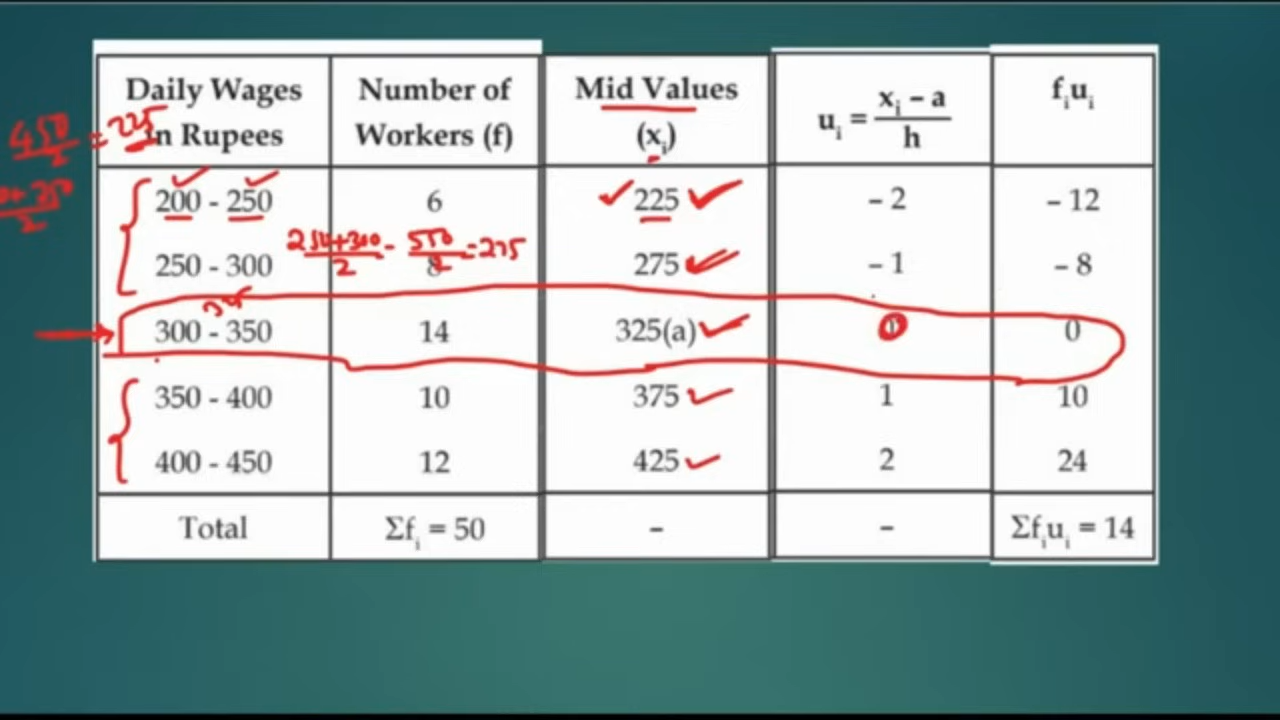 Daily Wages in Rupees | Number of Workers (f) | Mid Values (xᵢ) | uᵢ = (xᵢ – a)/h | fᵢuᵢ
450/2 = 225
200 - 250 | 6 | 225 | – 2 | – 12
250+300/2 - 550/2 = 275
250 - 300 | 8 | 275 | – 1 | – 8
300 - 350 | 14 | 325(a) | 0 | 0
350 - 400 | 10 | 375 | 1 | 10
400 - 450 | 12 | 425 | 2 | 24
Total | Σfᵢ = 50 | – | – | Σfᵢuᵢ = 14